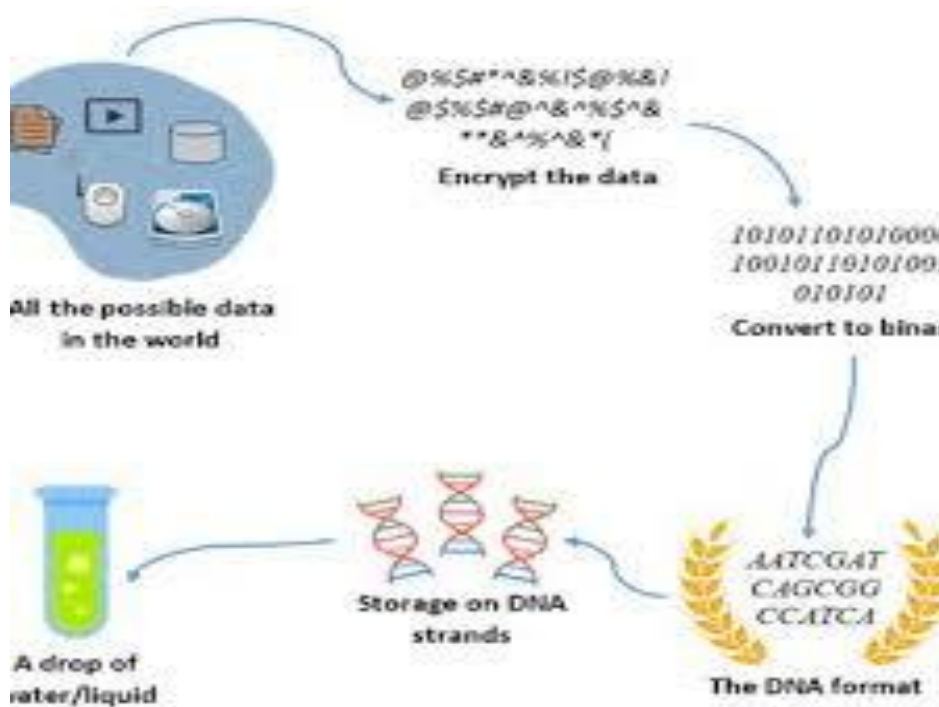 @%$#*^&%!$@%&!
@$%$#@^&^%$^&
**&^%^&*(
Encrypt the data
All the possible data
in the world
10101101010000
10010110101001
010101
Convert to bina
AATCGAT
CAGCGG
CCATCA
The DNA format
Storage on DNA
strands
A drop of
water/liquid